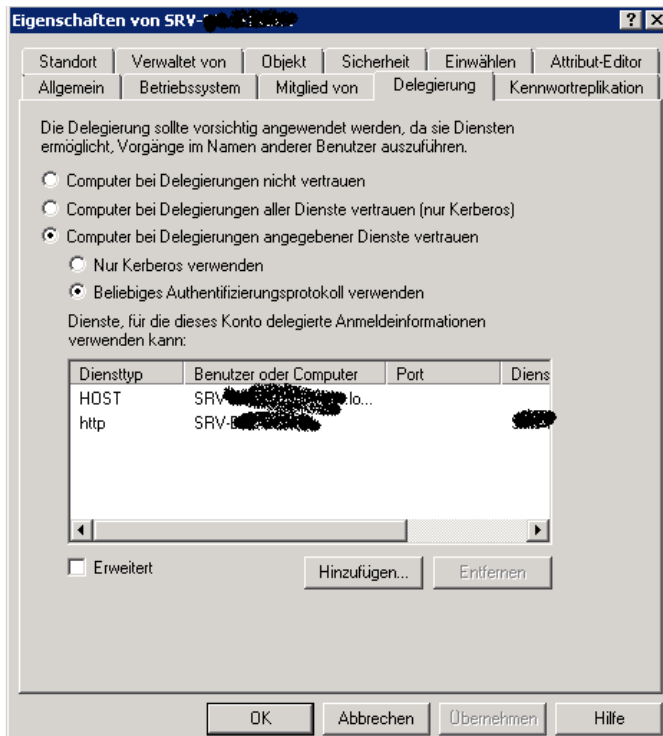 Eigenschaften von SRV-
Standort Verwaltet von Objekt Sicherheit Einwählen Attribut-Editor
Allgemein Betriebssystem Mitglied von Delegierung Kennwortreplikation
Die Delegierung sollte vorsichtig angewendet werden, da sie Diensten
ermöglicht, Vorgänge im Namen anderer Benutzer auszuführen.
Computer bei Delegierungen nicht vertrauen
Computer bei Delegierungen aller Dienste vertrauen (nur Kerberos)
Computer bei Delegierungen angegebener Dienste vertrauen
Nur Kerberos verwenden
Beliebiges Authentifizierungsprotokoll verwenden
Dienste, für die dieses Konto delegierte Anmeldeinformationen
verwenden kann:
Diensttyp Benutzer oder Computer Port Diens
HOST SRV .lo...
http SRV-
Erweitert Hinzufügen... Entfernen
OK Abbrechen Übernehmen Hilfe